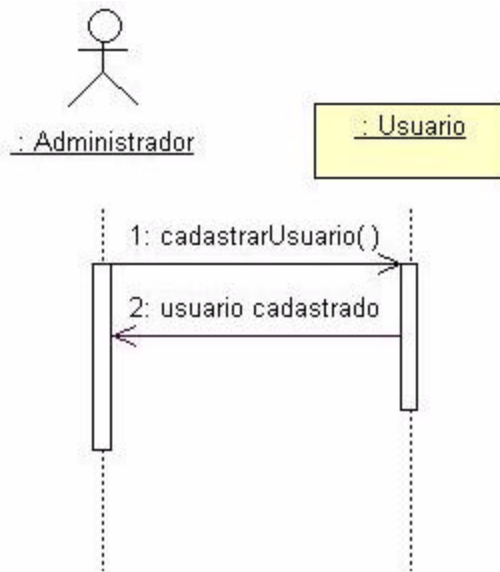 : Administrador
: Usuario
1: cadastrarUsuario( )
2: usuario cadastrado